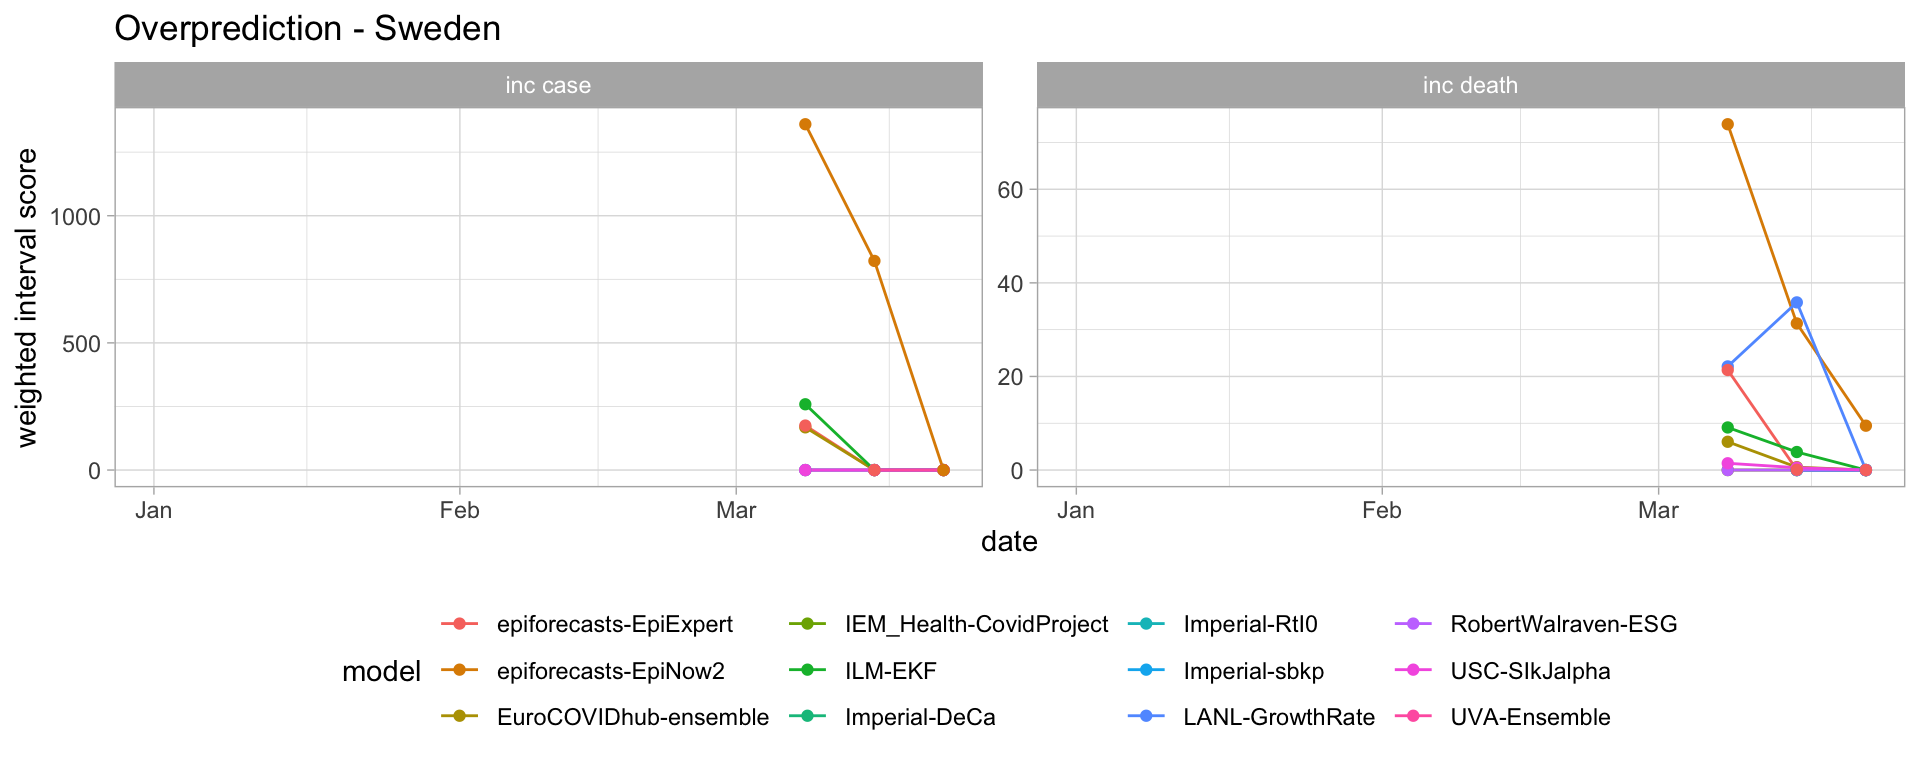 Overprediction - Sweden
inc case
inc death
weighted interval score
1000
500
0
60
40
20
0
Jan
Feb
Mar
Jan
Feb
Mar
date
model
epiforecasts-EpiExpert
epiforecasts-EpiNow2
EuroCOVIDhub-ensemble
IEM_Health-CovidProject
ILM-EKF
Imperial-DeCa
Imperial-RtI0
Imperial-sbkp
LANL-GrowthRate
RobertWalraven-ESG
USC-SIkJalpha
UVA-Ensemble